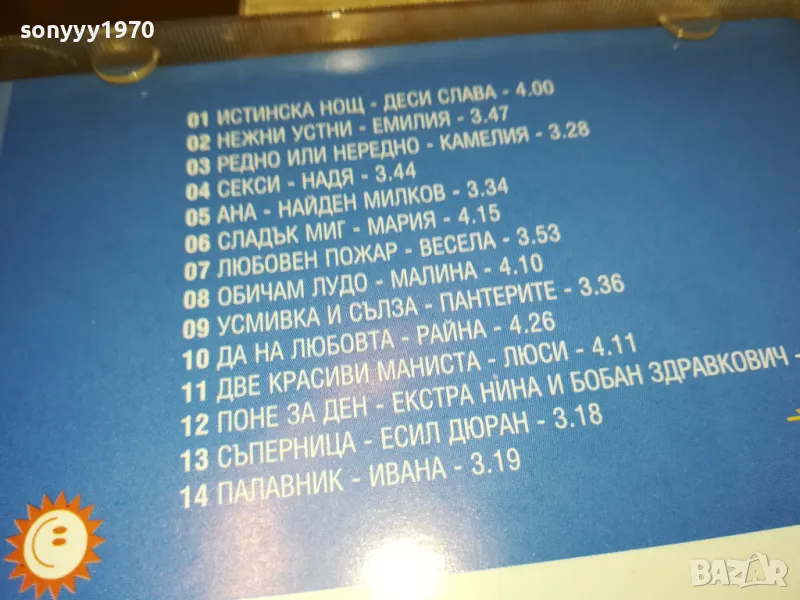 sonyyy1970
01 ИСТИНСКА НОЩ - ДЕСИ СЛАВА - 4.00
02 НЕЖНИ УСТНИ - ЕМИЛИЯ - 3.47
03 РЕДНО ИЛИ НЕРЕДНО - КАМЕЛИЯ - 3.28
04 СЕКСИ - НАДЯ - 3.44
05 АНА - НАЙДЕН МИЛКОВ - 3.34
06 СЛАДЪК МИГ - МАРИЯ - 4.15
07 ЛЮБОВЕН ПОЖАР - ВЕСЕЛА - 3.53
08 ОБИЧАМ ЛУДО - МАЛИНА - 4.10
09 УСМИВКА И СЪЛЗА - ПАНТЕРИТЕ - 3.36
10 ДА НА ЛЮБОВТА - РАЙНА - 4.26
11 ДВЕ КРАСИВИ МАНИСТА - ЛЮСИ - 4.11
12 ПОНЕ ЗА ДЕН - ЕКСТРА НИНА И БОБАН ЗДРАВКОВИЧ -
13 СЪПЕРНИЦА - ЕСИЛ ДЮРАН - 3.18
14 ПАЛАВНИК - ИВАНА - 3.19
BAZAR